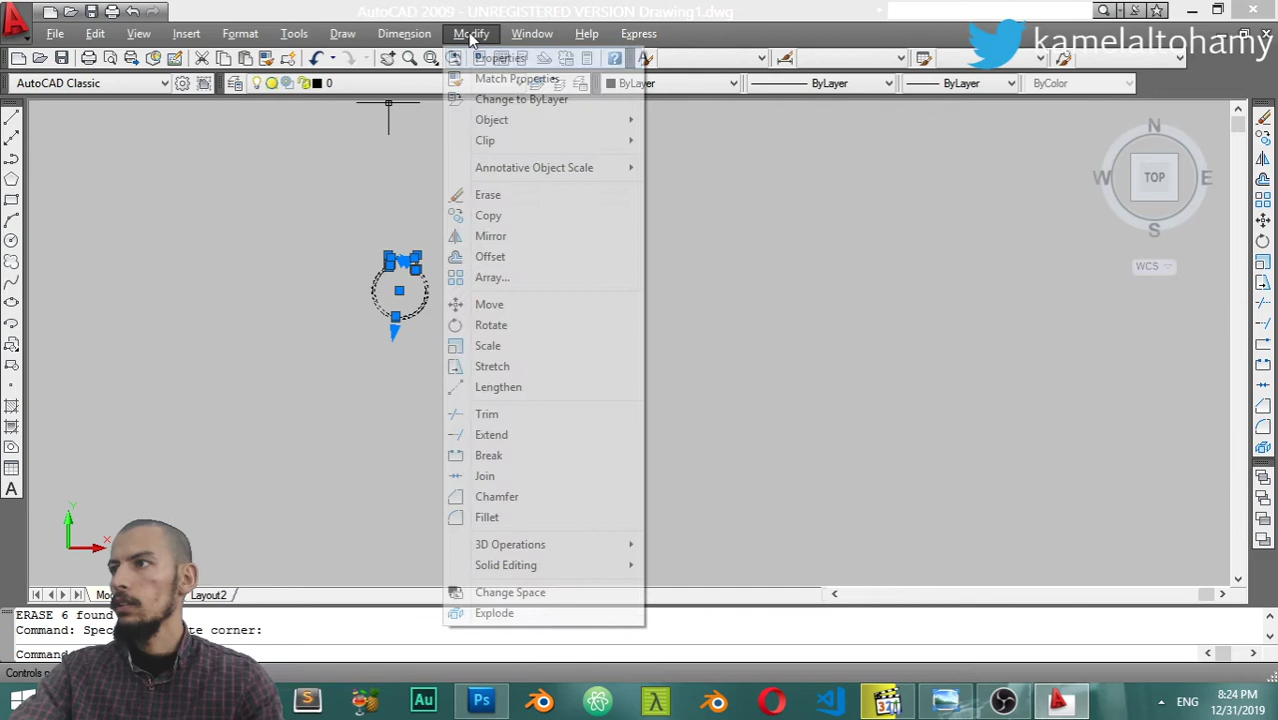 AutoCAD 2009 - UNREGISTERED VERSION Drawing1.dwg
File Edit View Insert Format Tools Draw Dimension Modify Window Help Express
kamelaltohamy
AutoCAD Classic
0
ByLayer
ByLayer
ByLayer
ByColor
Properties
Match Properties
Change to ByLayer
Object
Clip
Annotative Object Scale
Erase
Copy
Mirror
Offset
Array...
Move
Rotate
Scale
Stretch
Lengthen
Trim
Extend
Break
Join
Chamfer
Fillet
3D Operations
Solid Editing
Change Space
Explode
N
W TOP E
S
WCS
A
Y
X
Layout2
ERASE 6 found
Command:
corner:
S
Au
Ps
ENG
8:24 PM
12/31/2019